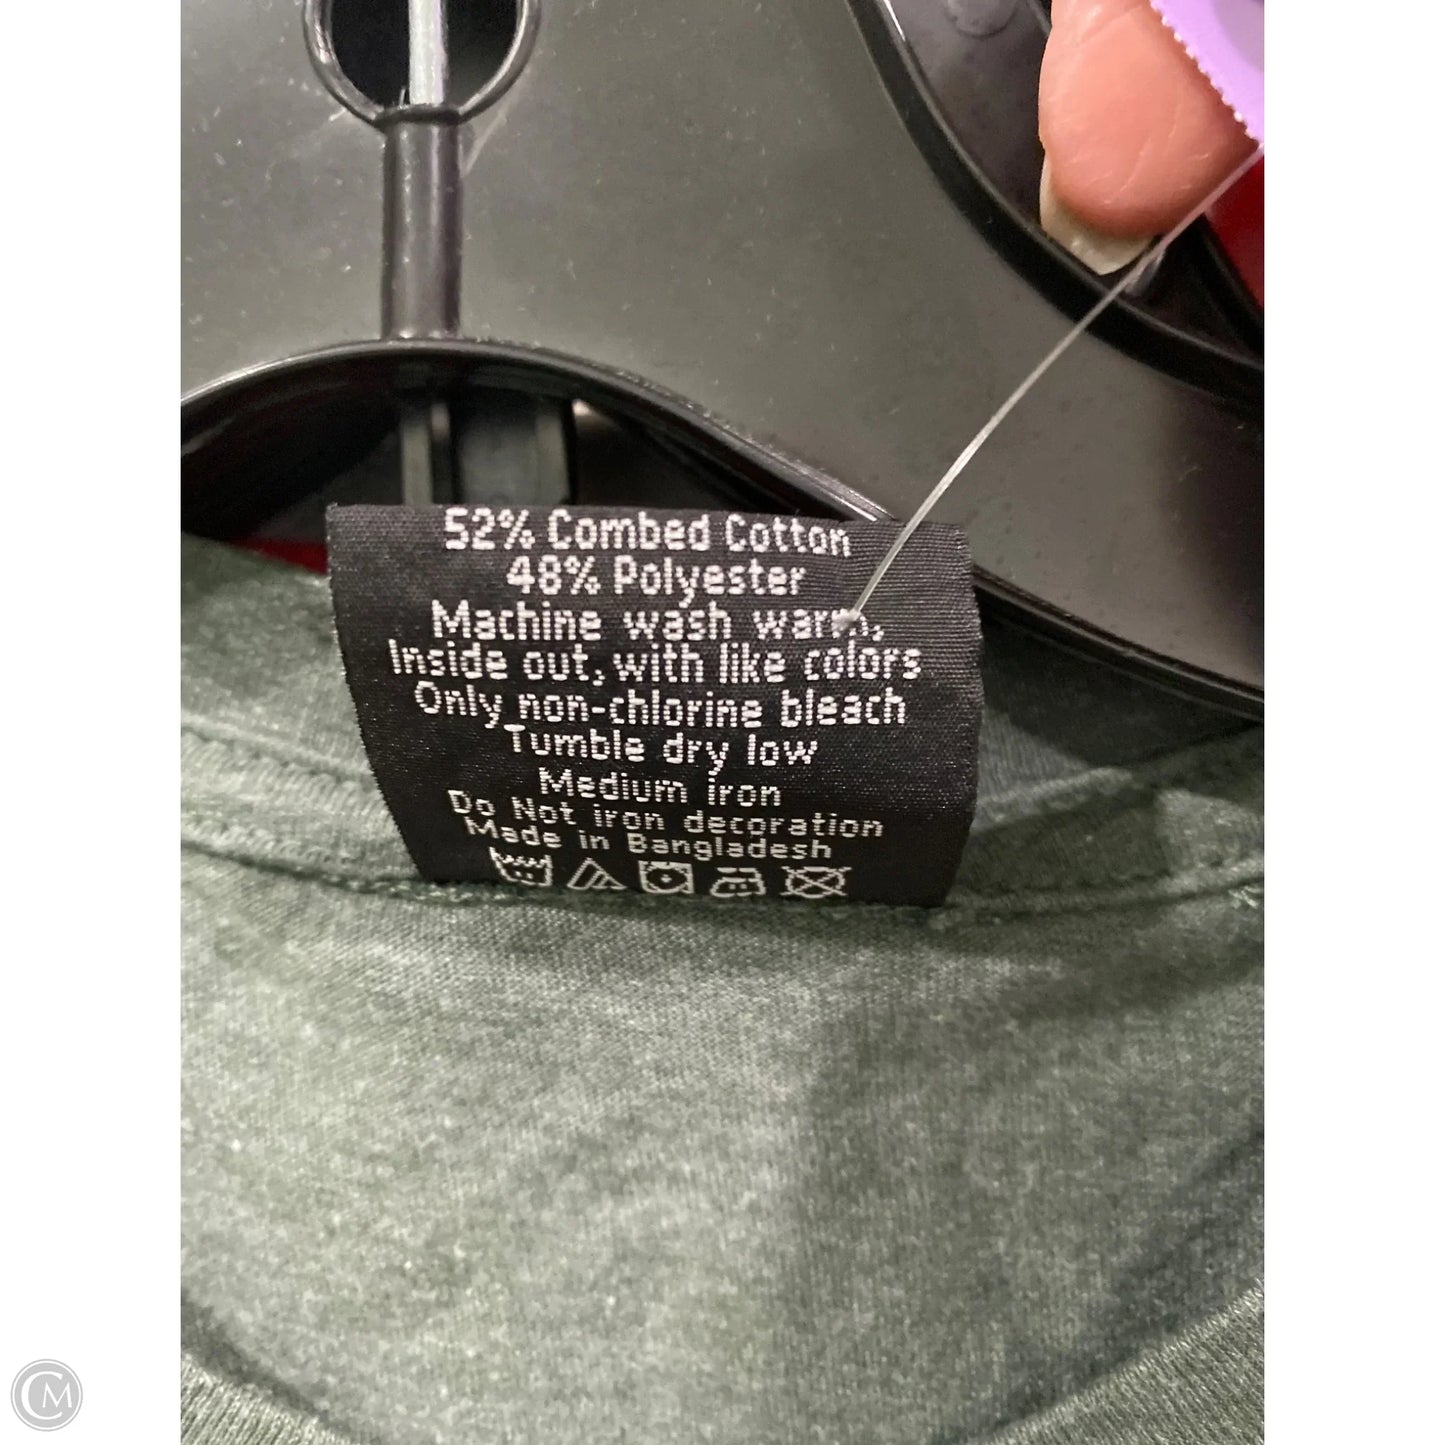 52% Combed Cotton
48% Polyester
Machine wash warm,
Inside out, with like colors
Only non-chlorine bleach
Tumble dry low
Medium iron
Do Not iron decoration
Made in Bangladesh
CM